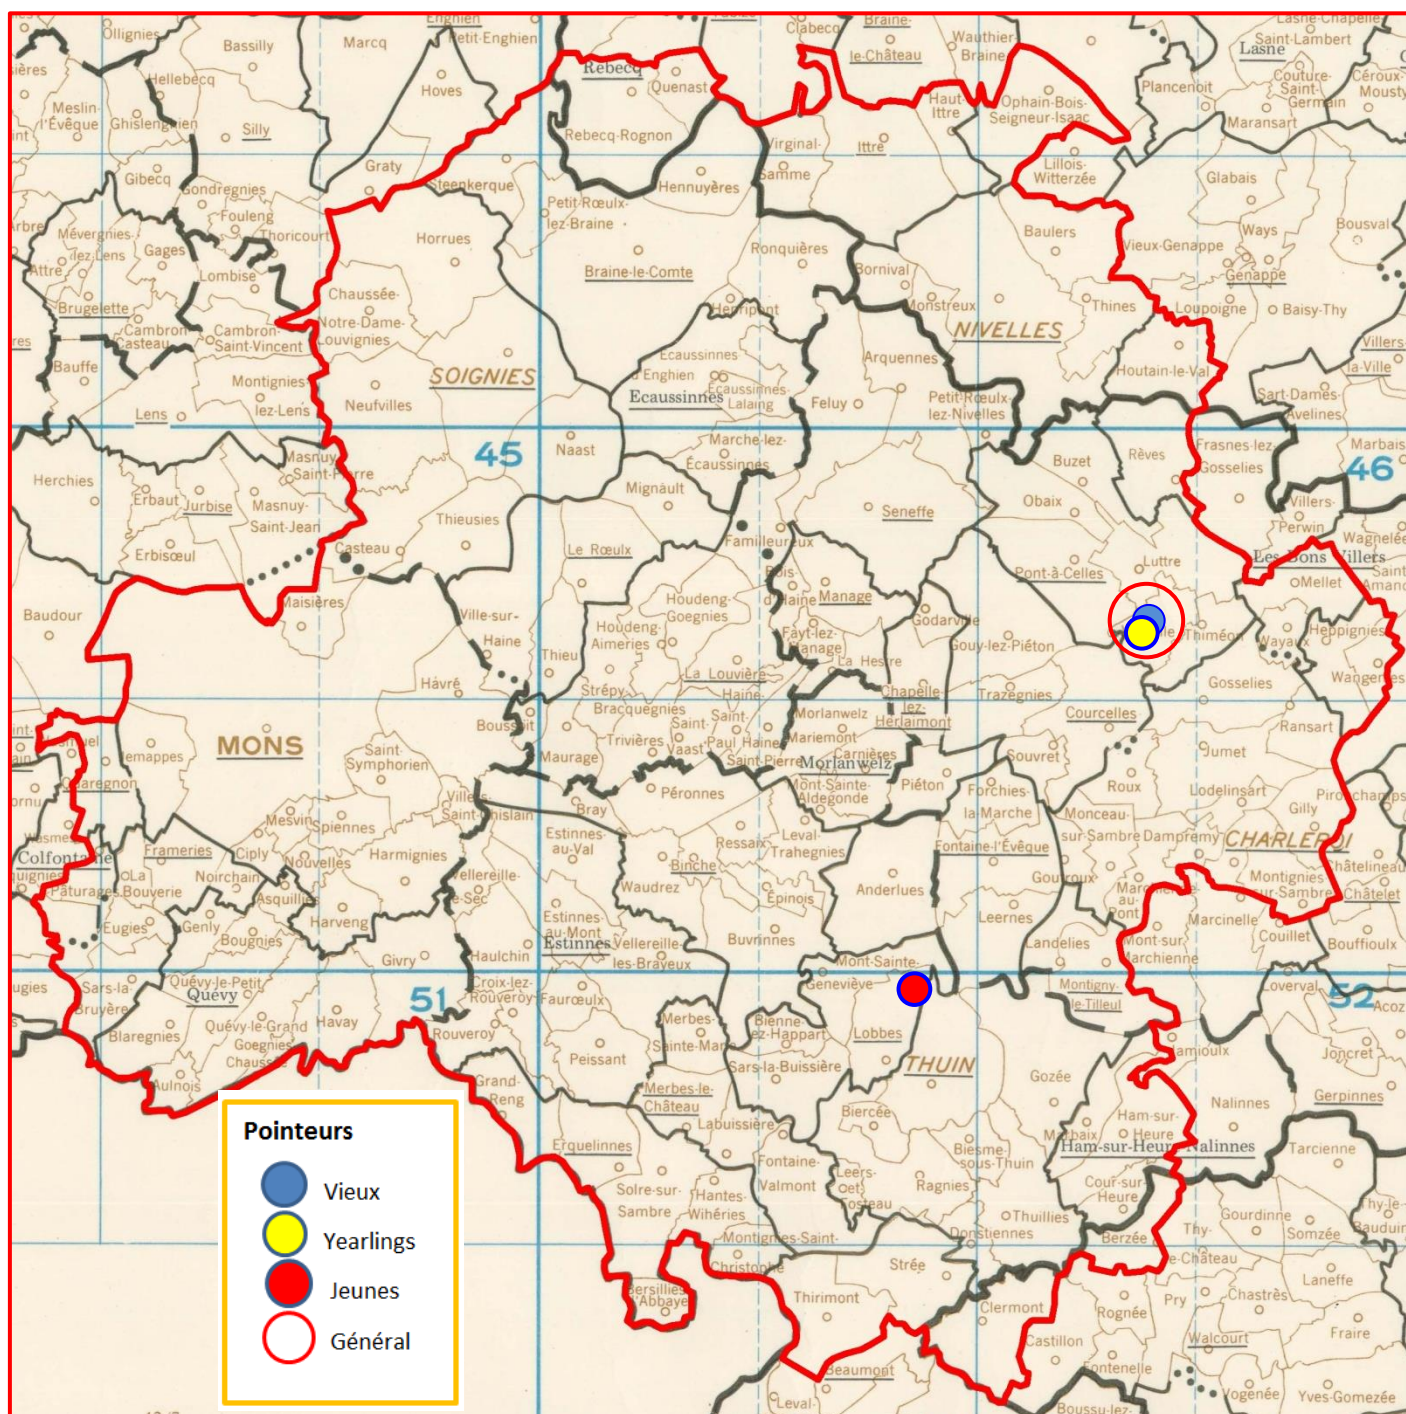 Ollignies
Bassilly
Marcq
Enghien
Petit-Enghien
Clabecq
Braine-
le-Château
Wauthier-
Braine
Lasne-Chapelle-
Saint-Lambert
Lasne
Hellebecq
Hoves
Rebecq
Quenast
Haut-
Ittre
Ophain-Bois-
Seigneur-Isaac
Plancenoit
Couture-
Saint-
Germain
Céroux-
Mousty
Maransart
Meslin-
l'Évêque
Ghislenghien
Silly
Rebecq-Rognon
Virginal-
Samme
Ittre
Lillois-
Witterzée
Gibecq
Gondregnies
Graty
Steenkerque
Hennuyères
Glabais
Fouleng
Thoricourt
Petit-Rœulx-
lez-Braine
Mévergnies-
lez-Lens
Gages
Horrues
Ronquières
Baulers
Vieux-Genappe
Ways
Bousval
Attre
Lombise
Braine-le-Comte
Bornival
Genappe
Brugelette
Chaussée-
Notre-Dame-
Louvignies
Henripont
Monstreux
Thines
Loupoigne
Baisy-Thy
Cambron-
Casteau
Cambron-
Saint-Vincent
NIVELLES
Villers-
la-Ville
Bauffe
Montignies-
lez-Lens
SOIGNIES
Neufvilles
Ecaussinnes
d'Enghien
Ecaussinnes-
Lalaing
Ecaussinnes
Arquennes
Feluy
Petit-Rœulx-
lez-Nivelles
Houtain-le-Val
Sart-Dames-
Avelines
Lens
Naast
Marche-lez-
Écaussinnes
Frasnes-lez-
Gosselies
Marbais
45
46
Herchies
Masnuy-
Saint-Pierre
Buzet
Rèves
Erbaut
Jurbise
Masnuy-
Saint-Jean
Mignault
Obaix
Villers-
Perwin
Thieusies
Seneffe
Wagnelée
Erbisœul
Casteau
Le Rœulx
Familleureux
Luttre
Les Bons Villers
Pont-à-Celles
Mellet
Saint-
Amand
Baudour
Maisières
Ville-sur-
Haine
Houdeng-
Goegnies
Bois-
d'Haine
Manage
Godarville
Thiméon
Heppignies
Houdeng-
Aimeries
Fayt-lez-
Manage
Wayaux
Thieu
Gouy-lez-Piéton
La Hestre
Wangenies
Havré
La Louvière
Strépy-
Bracquegnies
Haine-
Saint-
Paul
Haine-
Saint-Pierre
Chapelle-
lez-
Herlaimont
Trazegnies
Gosselies
Courcelles
Ransart
Boussoit
Saint-
Vaast
Trivières
Morlanwelz
Mariemont
Carnières
MONS
Jemappes
Saint-
Symphorien
Maurage
Morlanwelz
Souvret
Jumet
Quaregnon
Péronnes
Mont-Sainte-
Aldegonde
Piéton
Forchies-
la-Marche
Roux
Lodelinsart
Bray
Gilly
Mesvin
Spiennes
Villers-
Saint-Ghislain
Estinnes-
au-Val
Ressaix
Leval-
Trahegnies
Monceau-
sur-Sambre
Dampremy
CHARLEROI
Colfontaine
Frameries
Ciply
Nouvelles
Harmignies
Binche
Fontaine-l'Évêque
Châtelineau
Pâturages
La
Bouverie
Noirchain
Asquillies
Vellereille-
le-Sec
Waudrez
Épinois
Anderlues
Goutroux
Marchienne-
au-
Pont
Montignies-
sur-Sambre
Châtelet
Eugies
Genly
Harveng
Estinnes-
au-Mont
Leernes
Marcinelle
Bougnies
Estinnes
Vellereille-
les-Brayeux
Buvrinnes
Landelies
Mont-sur-
Marchienne
Couillet
Bouffioulx
Givry
Haulchin
Mont-Sainte-
Geneviève
Sars-la-
Bruyère
Quévy-le-Petit
Quévy
51
Croix-lez-
Rouveroy
Faurœulx
Montigny-
le-Tilleul
Loverval
52
Acoz
Blaregnies
Quévy-le-Grand
Goegnies-
Chaussée
Havay
Rouveroy
Merbes-
Sainte-Marie
Bienne-
lez-Happart
Lobbes
Jamioulx
Joncret
Peissant
Sars-la-Buissière
THUIN
Gozée
Aulnois
Grand-
Reng
Merbes-le-
Château
Nalinnes
Gerpinnes
Labuissière
Biercée
Ham-sur-
Heure
Marbaix
Tarcienne
Erquelinnes
Fontaine-
Valmont
Biesme-
sous-Thuin
Ham-sur-Heure-Nalinnes
Solre-sur-
Sambre
Hantes-
Wihéries
Leers-
et-
Fosteau
Ragnies
Cour-sur-
Heure
Thuillies
Gourdinne
Thy-le-
Bauduin
Montignies-Saint-
Christophe
Donstiennes
Berzée
Thy-
le-Château
Somzée
Strée
Laneffe
Bersillies-
l'Abbaye
Thirimont
Clermont
Rognée
Pry
Chastrès
Castillon
Walcourt
Fraire
Beaumont
Fontenelle
Leval-
Boussu-lez-
Vogenée
Yves-Gomezée
Pointeurs
Vieux
Yearlings
Jeunes
Général